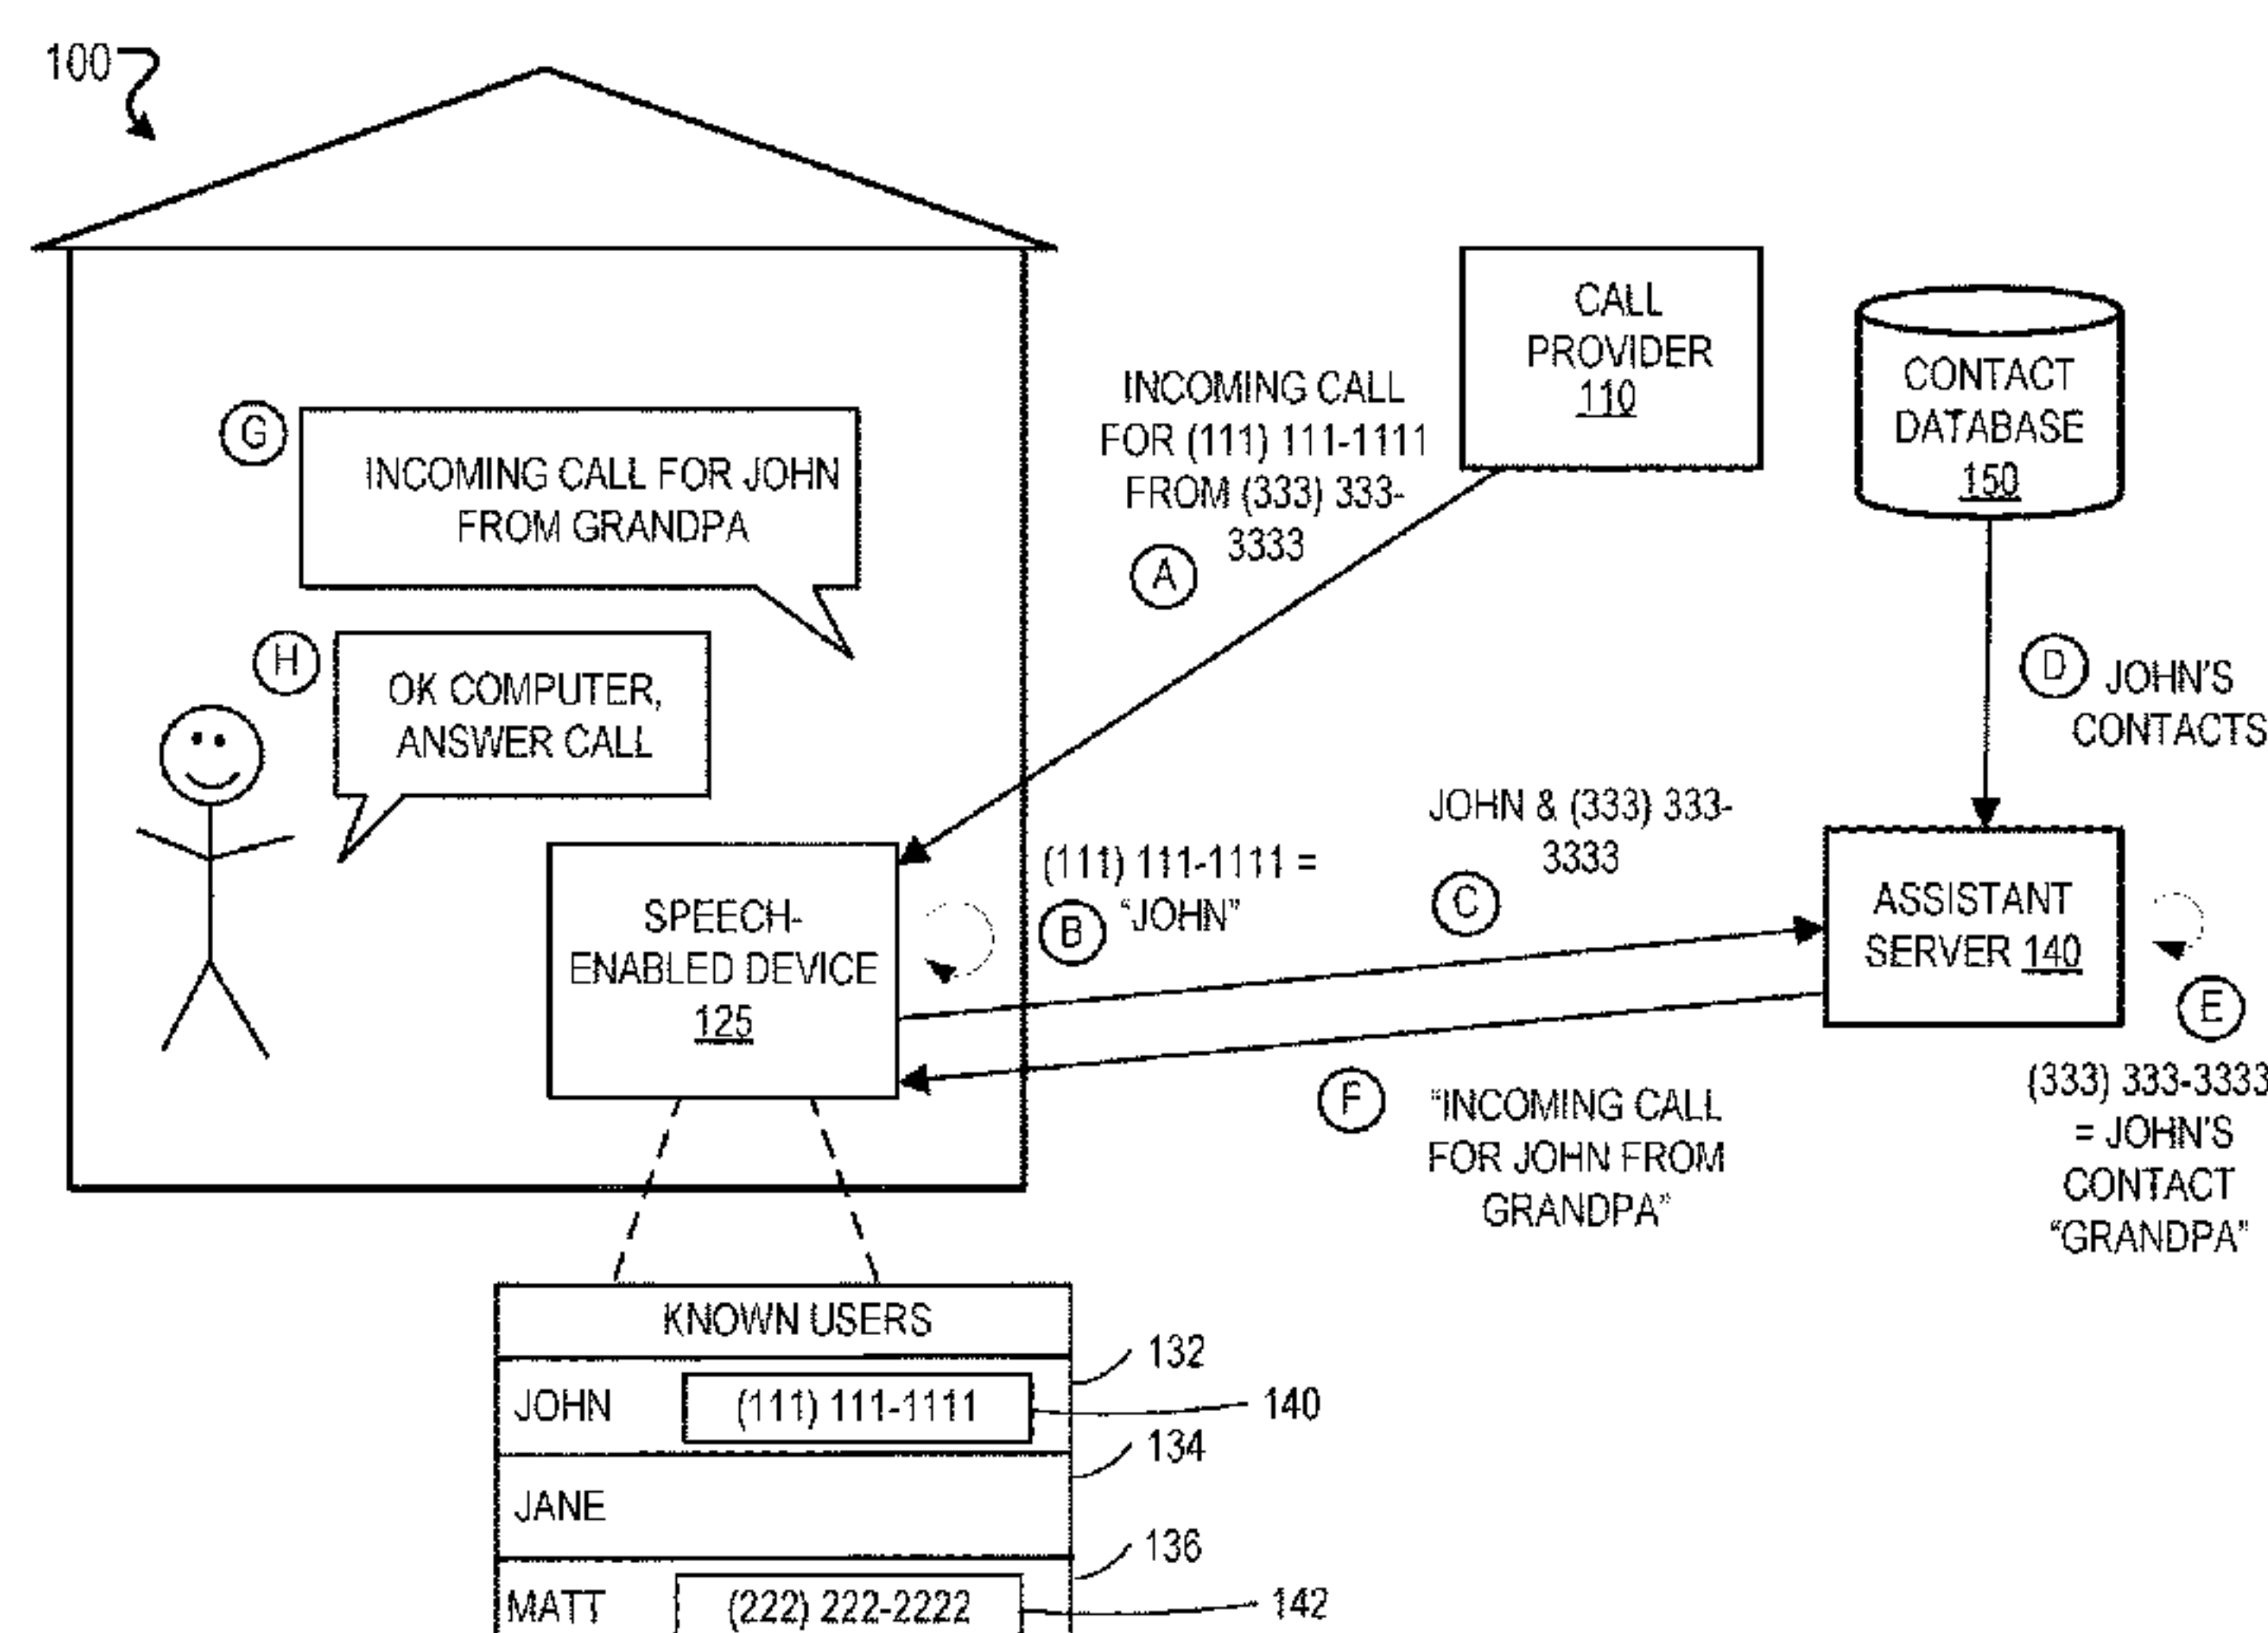 100
CALL
PROVIDER
110
CONTACT
DATABASE
150
INCOMING CALL
FOR (111) 111-1111
FROM (333) 333-
3333
A
G
INCOMING CALL FOR JOHN
FROM GRANDPA
H
OK COMPUTER,
ANSWER CALL
D
JOHN'S
CONTACTS
JOHN & (333) 333-
3333
C
(111) 111-1111 =
"JOHN"
B
SPEECH-
ENABLED DEVICE
125
ASSISTANT
SERVER 140
E
(333) 333-3333
= JOHN'S
CONTACT
"GRANDPA"
F
"INCOMING CALL
FOR JOHN FROM
GRANDPA"
KNOWN USERS
132
JOHN (111) 111-1111
140
134
JANE
136
MATT (222) 222-2222
142